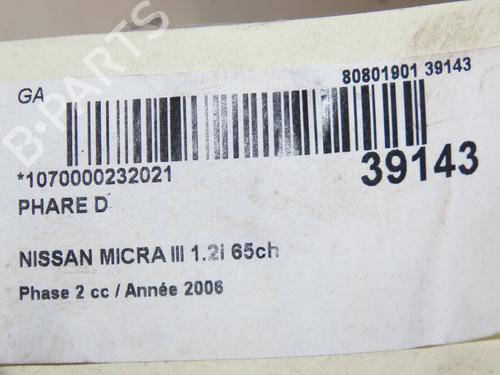 B-PARTS
GA
80801901 39143
*1070000232021
39143
PHARE D
NISSAN MICRA III 1.2i 65ch
Phase 2 cc / Année 2006